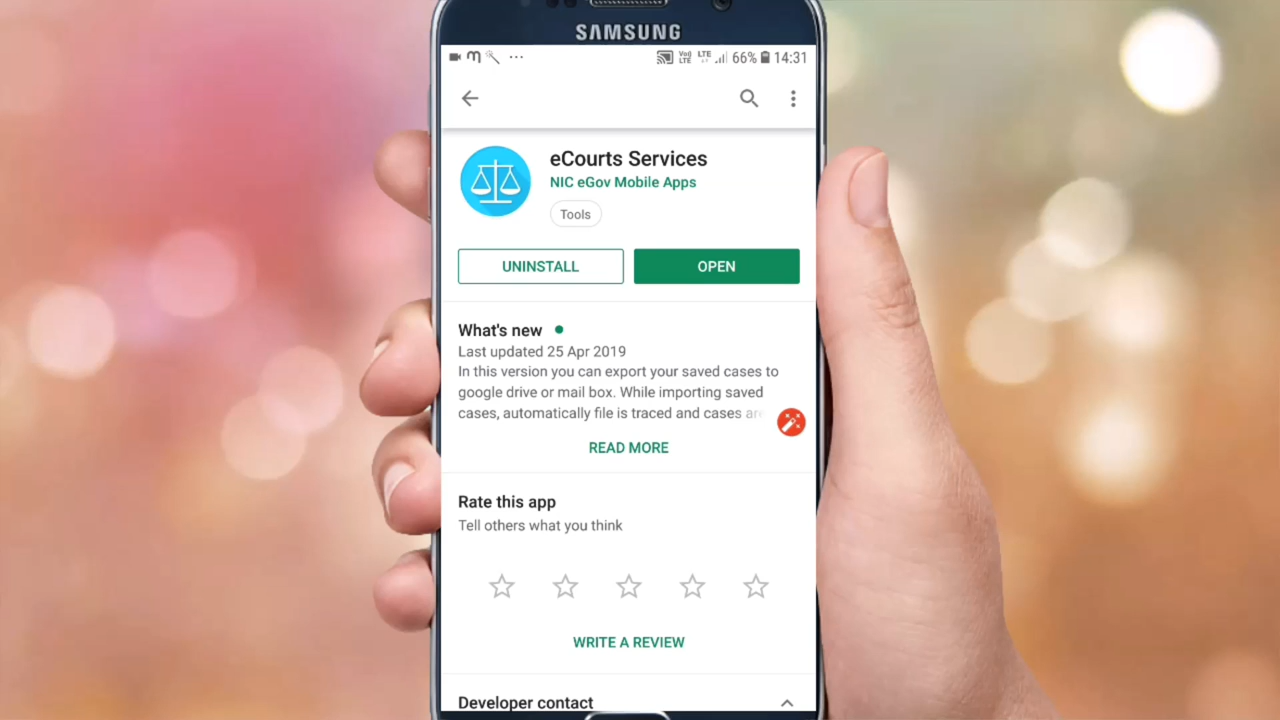 SAMSUNG
66% 14:31
eCourts Services
NIC eGov Mobile Apps
Tools
UNINSTALL
OPEN
What's new
Last updated 25 Apr 2019
In this version you can export your saved cases to
google drive or mail box. While importing saved
cases, automatically file is traced and cases are
READ MORE
Rate this app
Tell others what you think
WRITE A REVIEW
Developer contact